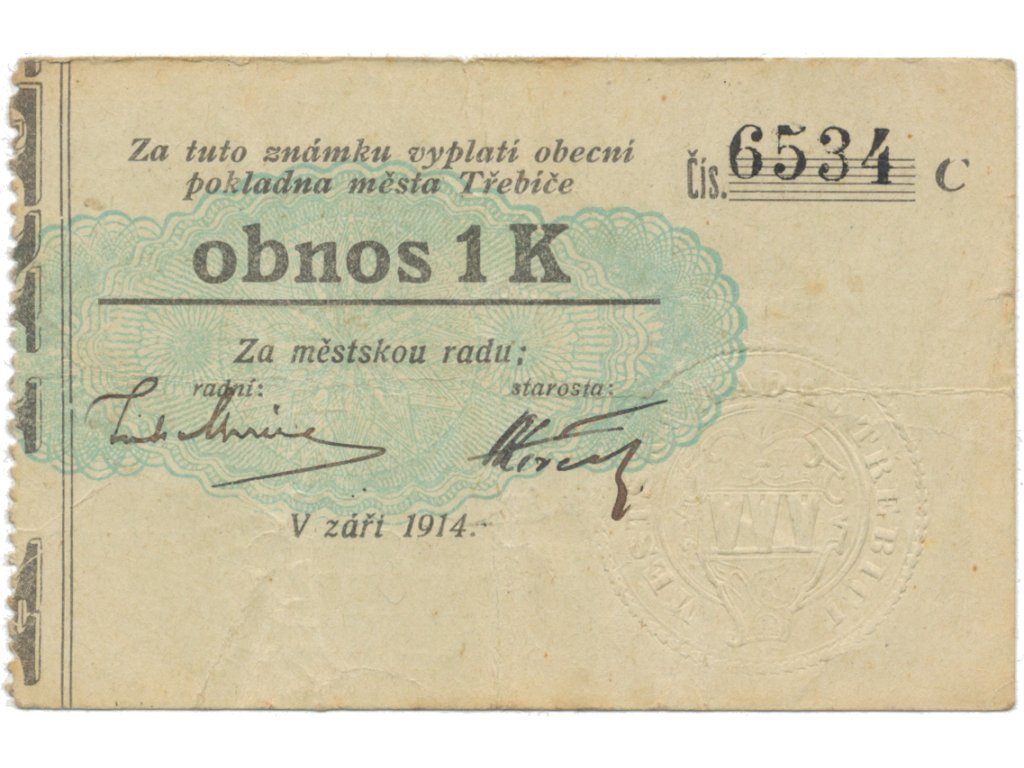 Za tuto známku vyplatí obecní
pokladna města Třebíče
Čís. 6534 C
obnos 1 K
Za městskou radu:
radní: starosta:
V září 1914.